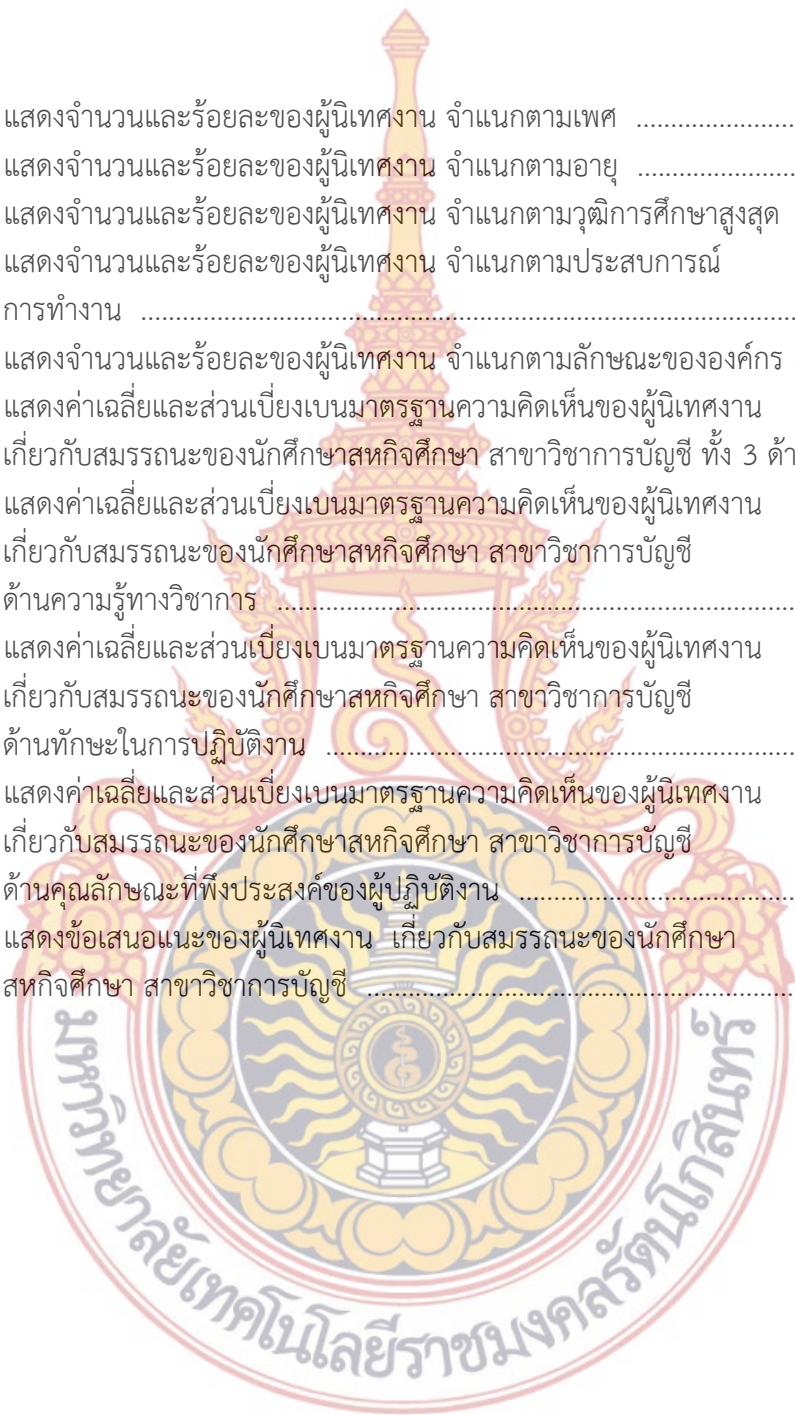 แสดงจำนวนและร้อยละของผู้นิเทศงาน จำแนกตามเพศ ......................
แสดงจำนวนและร้อยละของผู้นิเทศงาน จำแนกตามอายุ ......................
แสดงจำนวนและร้อยละของผู้นิเทศงาน จำแนกตามวุฒิการศึกษาสูงสุด
แสดงจำนวนและร้อยละของผู้นิเทศงาน จำแนกตามประสบการณ์
การทำงาน ......................................................................
แสดงจำนวนและร้อยละของผู้นิเทศงาน จำแนกตามลักษณะขององค์กร .
แสดงค่าเฉลี่ยและส่วนเบี่ยงเบนมาตรฐานความคิดเห็นของผู้นิเทศงาน
เกี่ยวกับสมรรถนะของนักศึกษาสหกิจศึกษา สาขาวิชาการบัญชี ทั้ง 3 ด้า
แสดงค่าเฉลี่ยและส่วนเบี่ยงเบนมาตรฐานความคิดเห็นของผู้นิเทศงาน
เกี่ยวกับสมรรถนะของนักศึกษาสหกิจศึกษา สาขาวิชาการบัญชี
ด้านความรู้ทางวิชาการ ........................................................
แสดงค่าเฉลี่ยและส่วนเบี่ยงเบนมาตรฐานความคิดเห็นของผู้นิเทศงาน
เกี่ยวกับสมรรถนะของนักศึกษาสหกิจศึกษา สาขาวิชาการบัญชี
ด้านทักษะในการปฏิบัติงาน ..................................................
แสดงค่าเฉลี่ยและส่วนเบี่ยงเบนมาตรฐานความคิดเห็นของผู้นิเทศงาน
เกี่ยวกับสมรรถนะของนักศึกษาสหกิจศึกษา สาขาวิชาการบัญชี
ด้านคุณลักษณะที่พึงประสงค์ของผู้ปฏิบัติงาน ..............................
แสดงข้อเสนอแนะของผู้นิเทศงาน เกี่ยวกับสมรรถนะของนักศึกษา
สหกิจศึกษา สาขาวิชาการบัญชี ..............................................
มหาวิทยาลัยเทคโนโลยีราชมงคลรัตนโกสินทร์